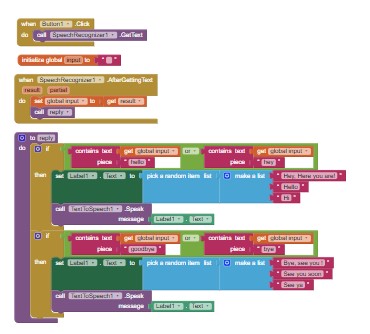 when Button1 .Click
do call SpeechRecognizer1 .GetText
initialize global input to " "
when SpeechRecognizer1 .AfterGettingText
result partial
do set global input to get result
call reply
to reply
do if contains text get global input or contains text get global input
piece " hello " piece " hey "
then set Label1 . Text to pick a random item list make a list " Hey, Here you are! "
" Hello "
" Hi "
call TextToSpeech1 .Speak
message Label1 . Text
if contains text get global input or contains text get global input
piece " goodbye " piece " bye "
then set Label1 . Text to pick a random item list make a list " Bye, see you ! "
" See you soon "
" See ya "
call TextToSpeech1 .Speak
message Label1 . Text